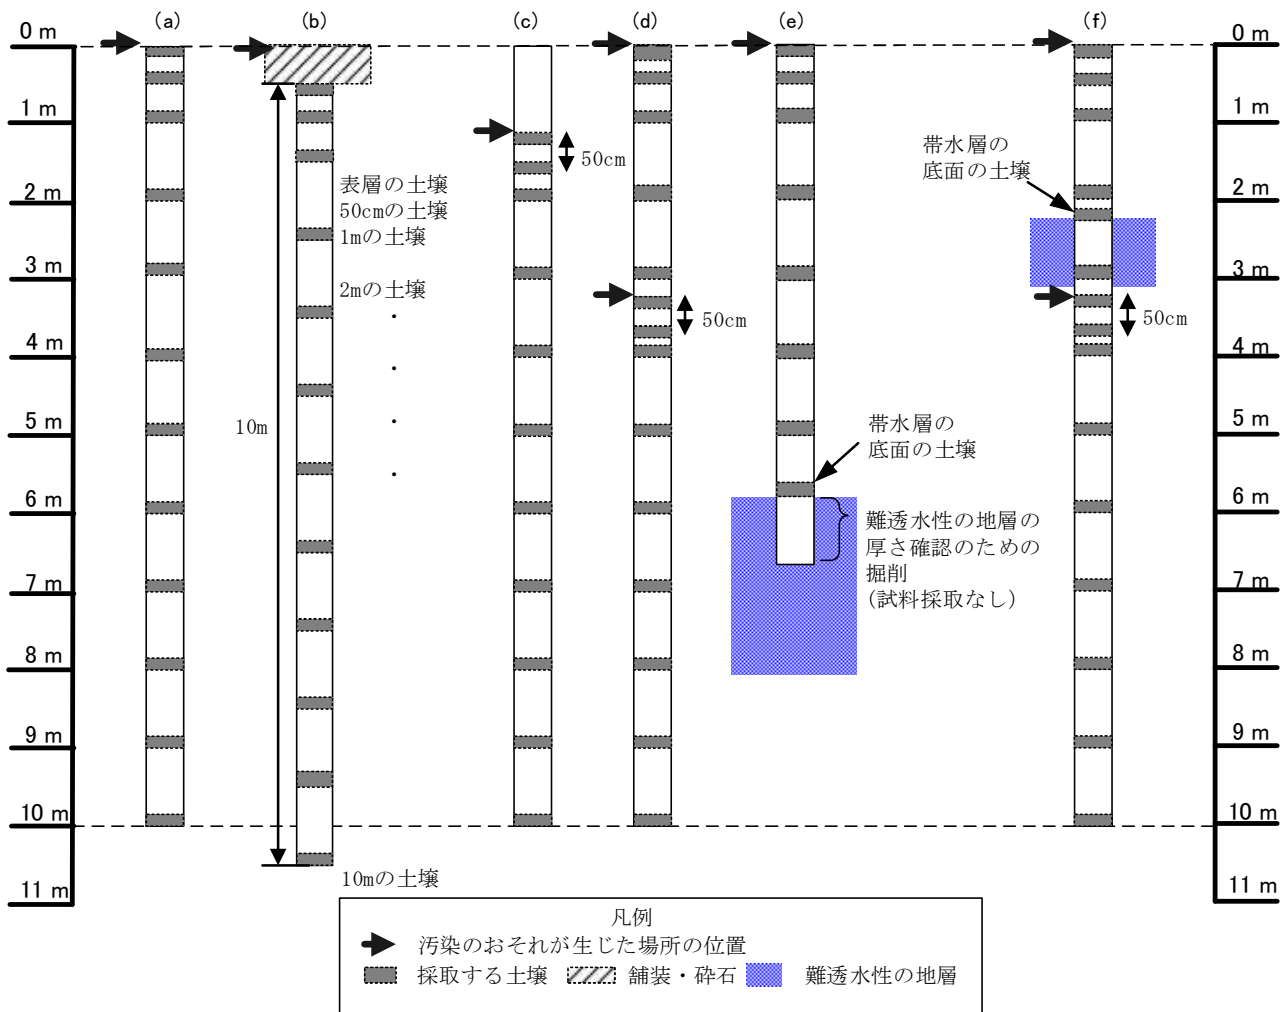 (a)
(b)
(c)
(d)
(e)
(f)
0 m
1 m
2 m
3 m
4 m
5 m
6 m
7 m
8 m
9 m
10 m
11 m
表層の土壌
50cmの土壌
1mの土壌
2mの土壌
・
・
・
・
10m
10mの土壌
50cm
50cm
帯水層の
底面の土壌
難透水性の地層の
厚さ確認のための
掘削
(試料採取なし)
帯水層の
底面の土壌
50cm
0 m
1 m
2 m
3 m
4 m
5 m
6 m
7 m
8 m
9 m
10 m
11 m
凡例
汚染のおそれが生じた場所の位置
採取する土壌 舗装・砕石 難透水性の地層